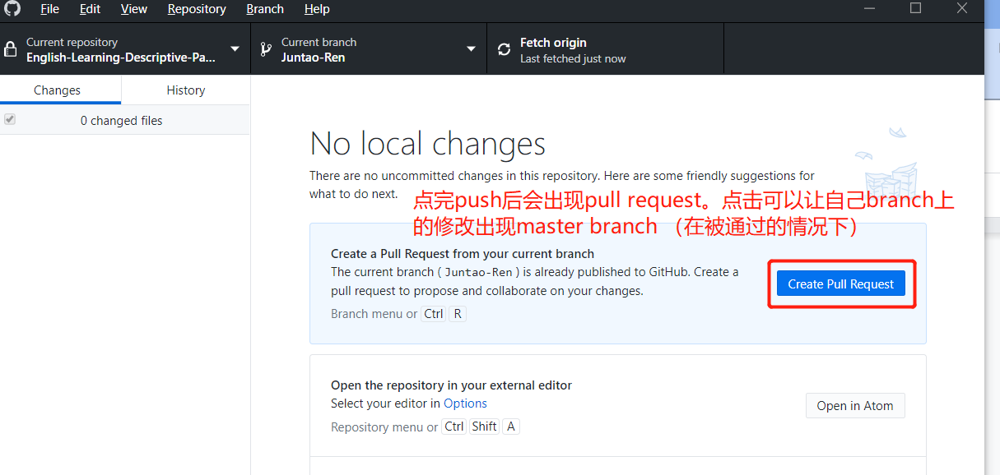 File Edit View Repository Branch Help
Current repository
English-Learning-Descriptive-Pa...
Current branch
Juntao-Ren
Fetch origin
Last fetched just now
Changes
History
0 changed files
No local changes
There are no uncommitted changes in this repository. Here are some friendly suggestions for
what to do next.
点完push后会出现pull request。点击可以让自己branch上
的修改出现master branch （在被通过的情况下）
Create a Pull Request from your current branch
The current branch ( Juntao-Ren ) is already published to GitHub. Create a
pull request to propose and collaborate on your changes.
Branch menu or Ctrl R
Create Pull Request
Open the repository in your external editor
Select your editor in Options
Repository menu or Ctrl Shift A
Open in Atom